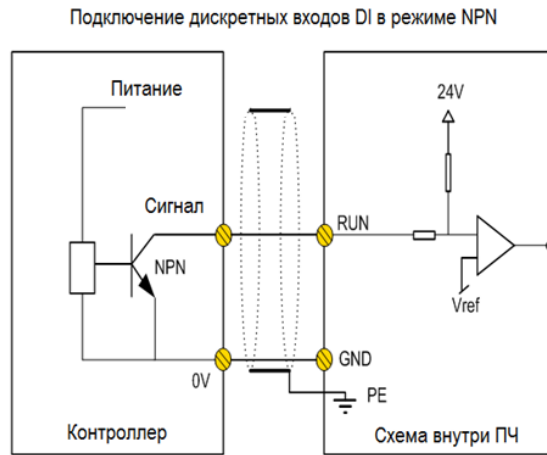 Подключение дискретных входов DI в режиме NPN
Питание
24V
Сигнал
RUN
NPN
Vref
GND
0V
PE
Контроллер
Схема внутри ПЧ